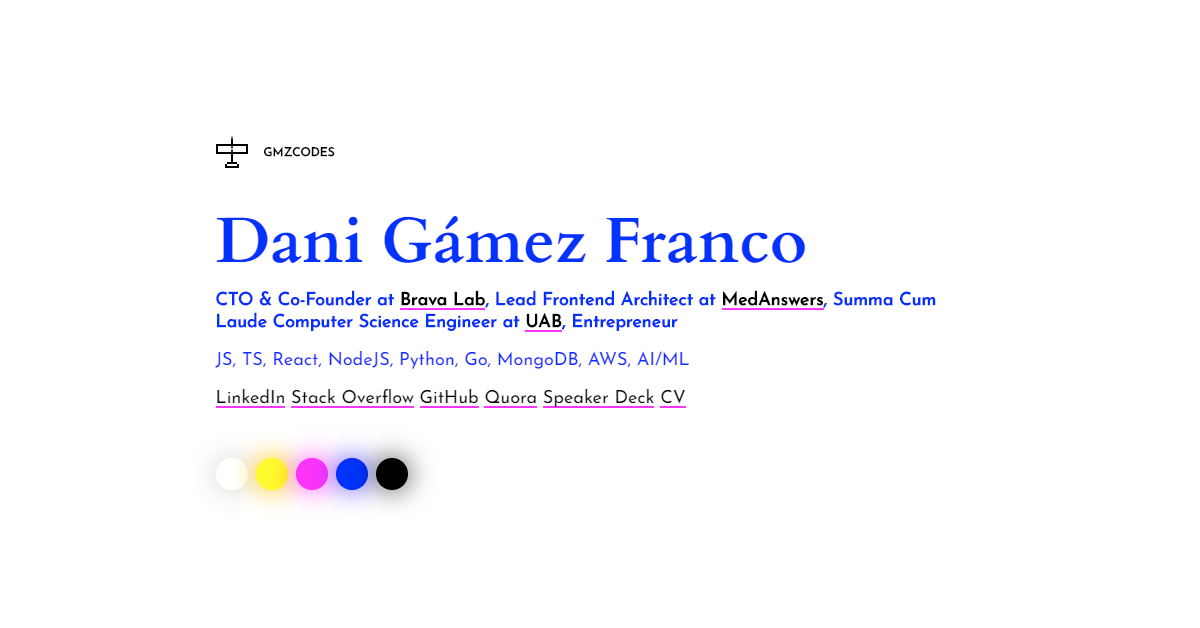 GMZCODES
Dani Gámez Franco
CTO & Co-Founder at Brava Lab, Lead Frontend Architect at MedAnswers, Summa Cum
Laude Computer Science Engineer at UAB, Entrepreneur
JS, TS, React, NodeJS, Python, Go, MongoDB, AWS, AI/ML
LinkedIn Stack Overflow GitHub Quora Speaker Deck CV